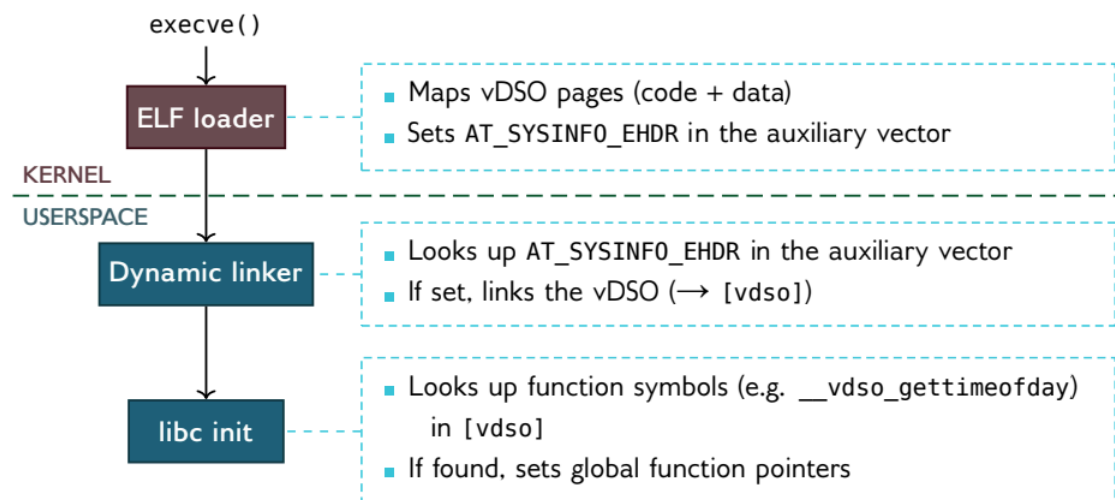 execve()
ELF loader
Maps vDSO pages (code + data)
Sets AT_SYSINFO_EHDR in the auxiliary vector
KERNEL
USERSPACE
Dynamic linker
Looks up AT_SYSINFO_EHDR in the auxiliary vector
If set, links the vDSO (→ [vdso])
libc init
Looks up function symbols (e.g. __vdso_gettimeofday)
in [vdso]
If found, sets global function pointers